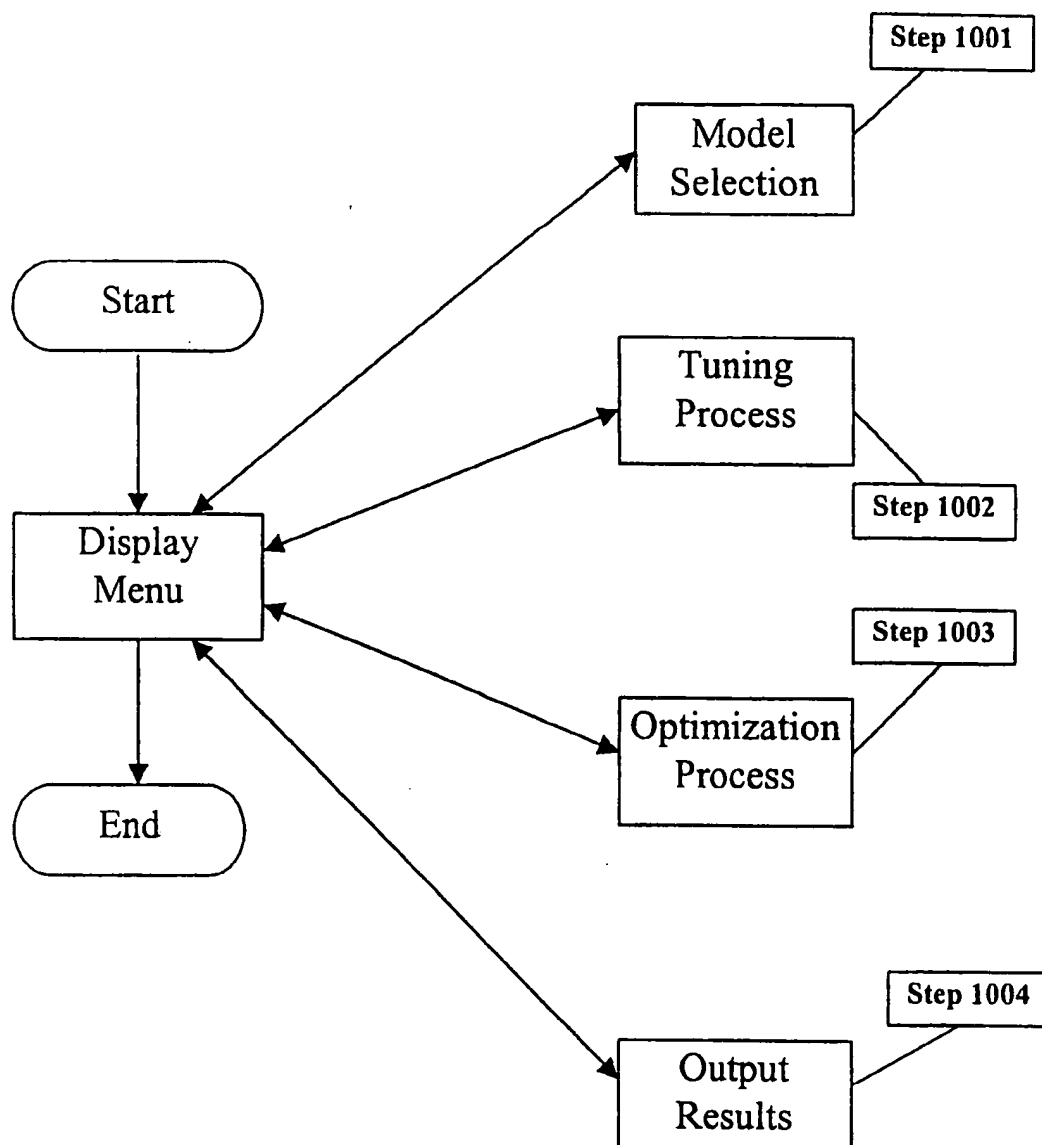 Step 1001
Model
Selection
Start
Tuning
Process
Step 1002
Display
Menu
Step 1003
Optimization
Process
End
Step 1004
Output
Results